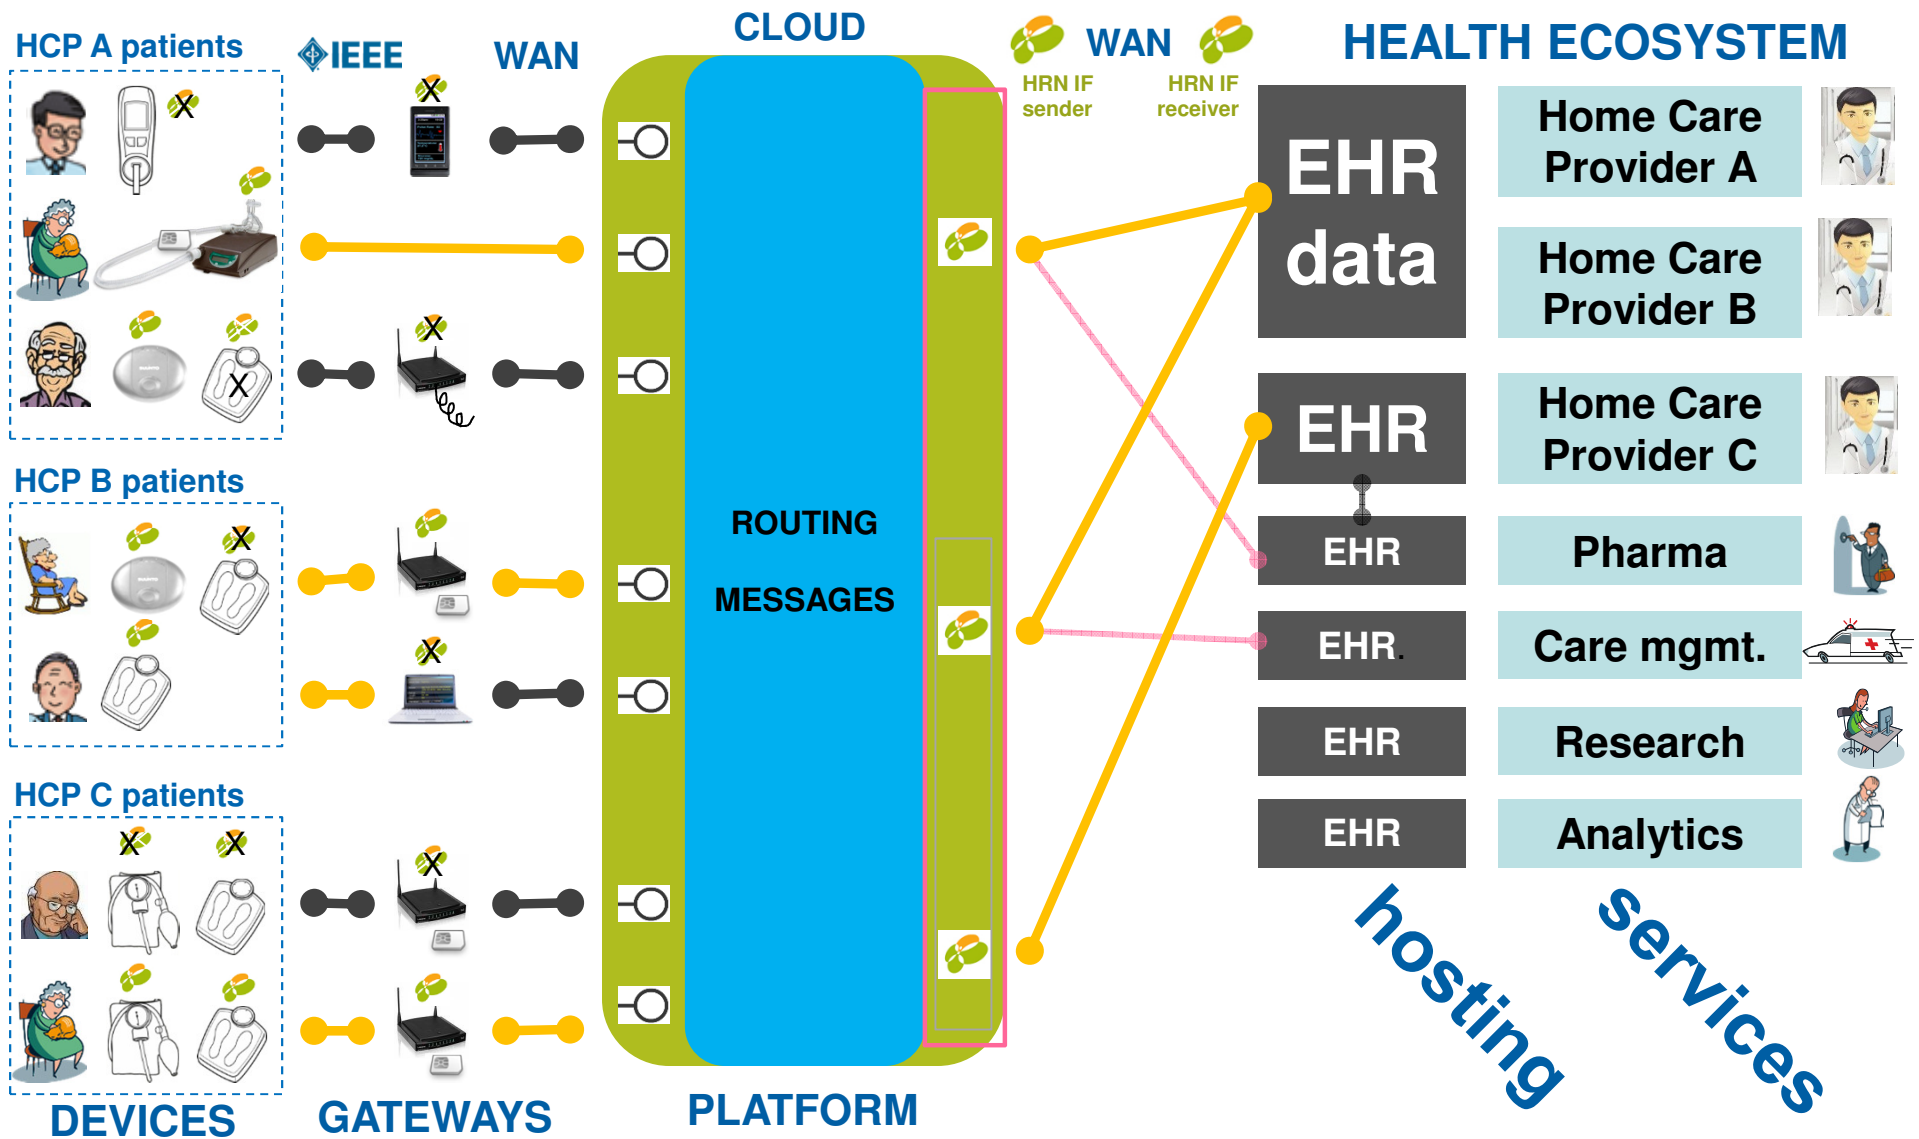 CLOUD
HCP A patients
IEEE
WAN
WAN
HEALTH ECOSYSTEM
HRN IF
sender
HRN IF
receiver
X
X
X
X
EHR
data
Home Care
Provider A
Home Care
Provider B
EHR
Home Care
Provider C
HCP B patients
X
X
ROUTING
MESSAGES
EHR
Pharma
EHR.
Care mgmt.
EHR
Research
HCP C patients
X
X
X
EHR
Analytics
hosting
services
DEVICES
GATEWAYS
PLATFORM